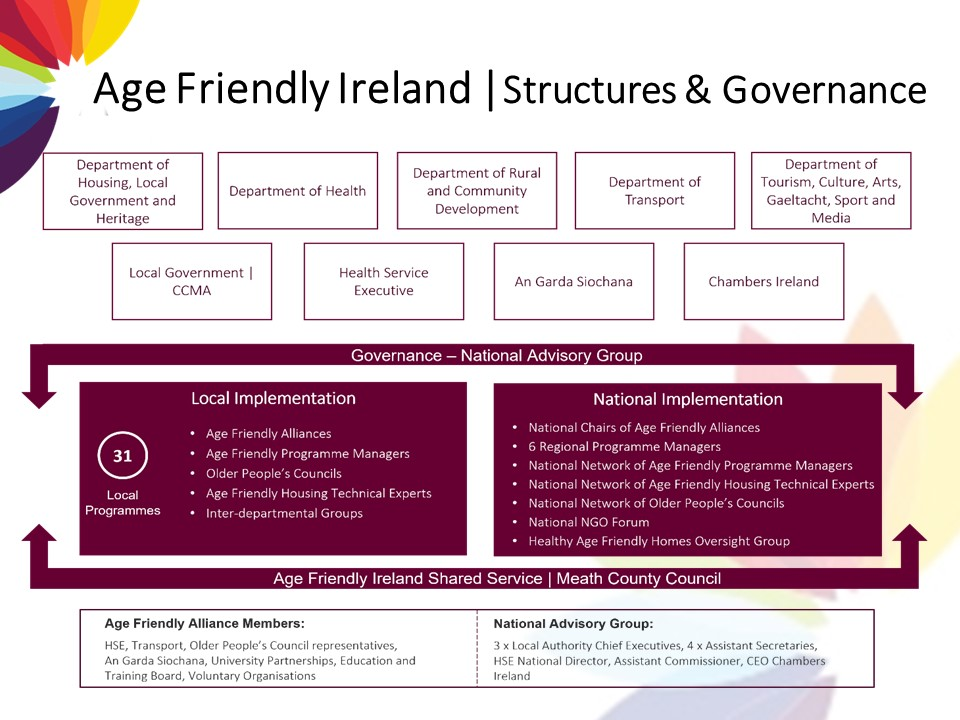 Age Friendly Ireland | Structures & Governance
Department of
Housing, Local
Government and
Heritage
Department of Health
Department of Rural
and Community
Development
Department of
Transport
Department of
Tourism, Culture, Arts,
Gaeltacht, Sport and
Media
Local Government |
CCMA
Health Service
Executive
An Garda Siochana
Chambers Ireland
Governance – National Advisory Group
Local Implementation
31
Local
Programmes
• Age Friendly Alliances
• Age Friendly Programme Managers
• Older People’s Councils
• Age Friendly Housing Technical Experts
• Inter-departmental Groups
National Implementation
• National Chairs of Age Friendly Alliances
• 6 Regional Programme Managers
• National Network of Age Friendly Programme Managers
• National Network of Age Friendly Housing Technical Experts
• National Network of Older People’s Councils
• National NGO Forum
• Healthy Age Friendly Homes Oversight Group
Age Friendly Ireland Shared Service | Meath County Council
Age Friendly Alliance Members:
HSE, Transport, Older People’s Council representatives,
An Garda Siochana, University Partnerships, Education and
Training Board, Voluntary Organisations
National Advisory Group:
3 x Local Authority Chief Executives, 4 x Assistant Secretaries,
HSE National Director, Assistant Commissioner, CEO Chambers
Ireland